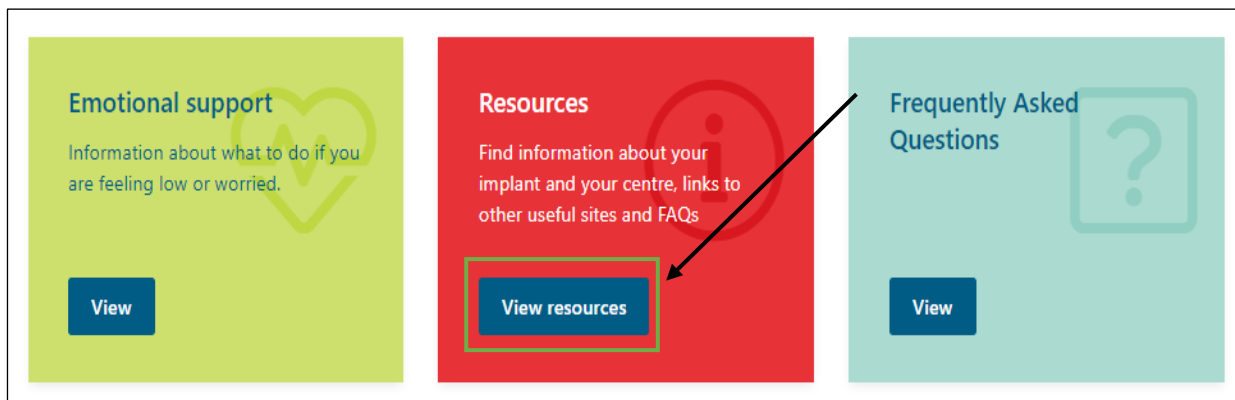 Emotional support
Information about what to do if you
are feeling low or worried.
View
Resources
Find information about your
implant and your centre, links to
other useful sites and FAQs
View resources
Frequently Asked
Questions
?
View